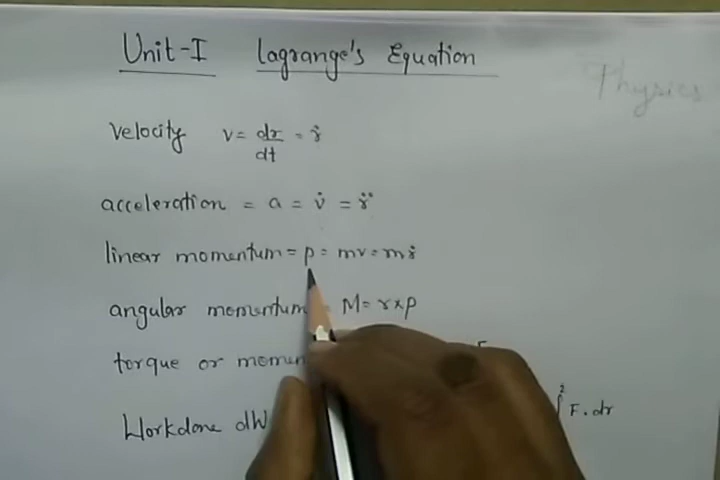 Unit-I Lagrange's Equation
Physics
velocity v = dr/dt = ṙ
acceleration = a = v̇ = r̈
linear momentum = p = mv = mṙ
angular momentum = M = r×p
torque or
Workdone dW ∫² F. dr